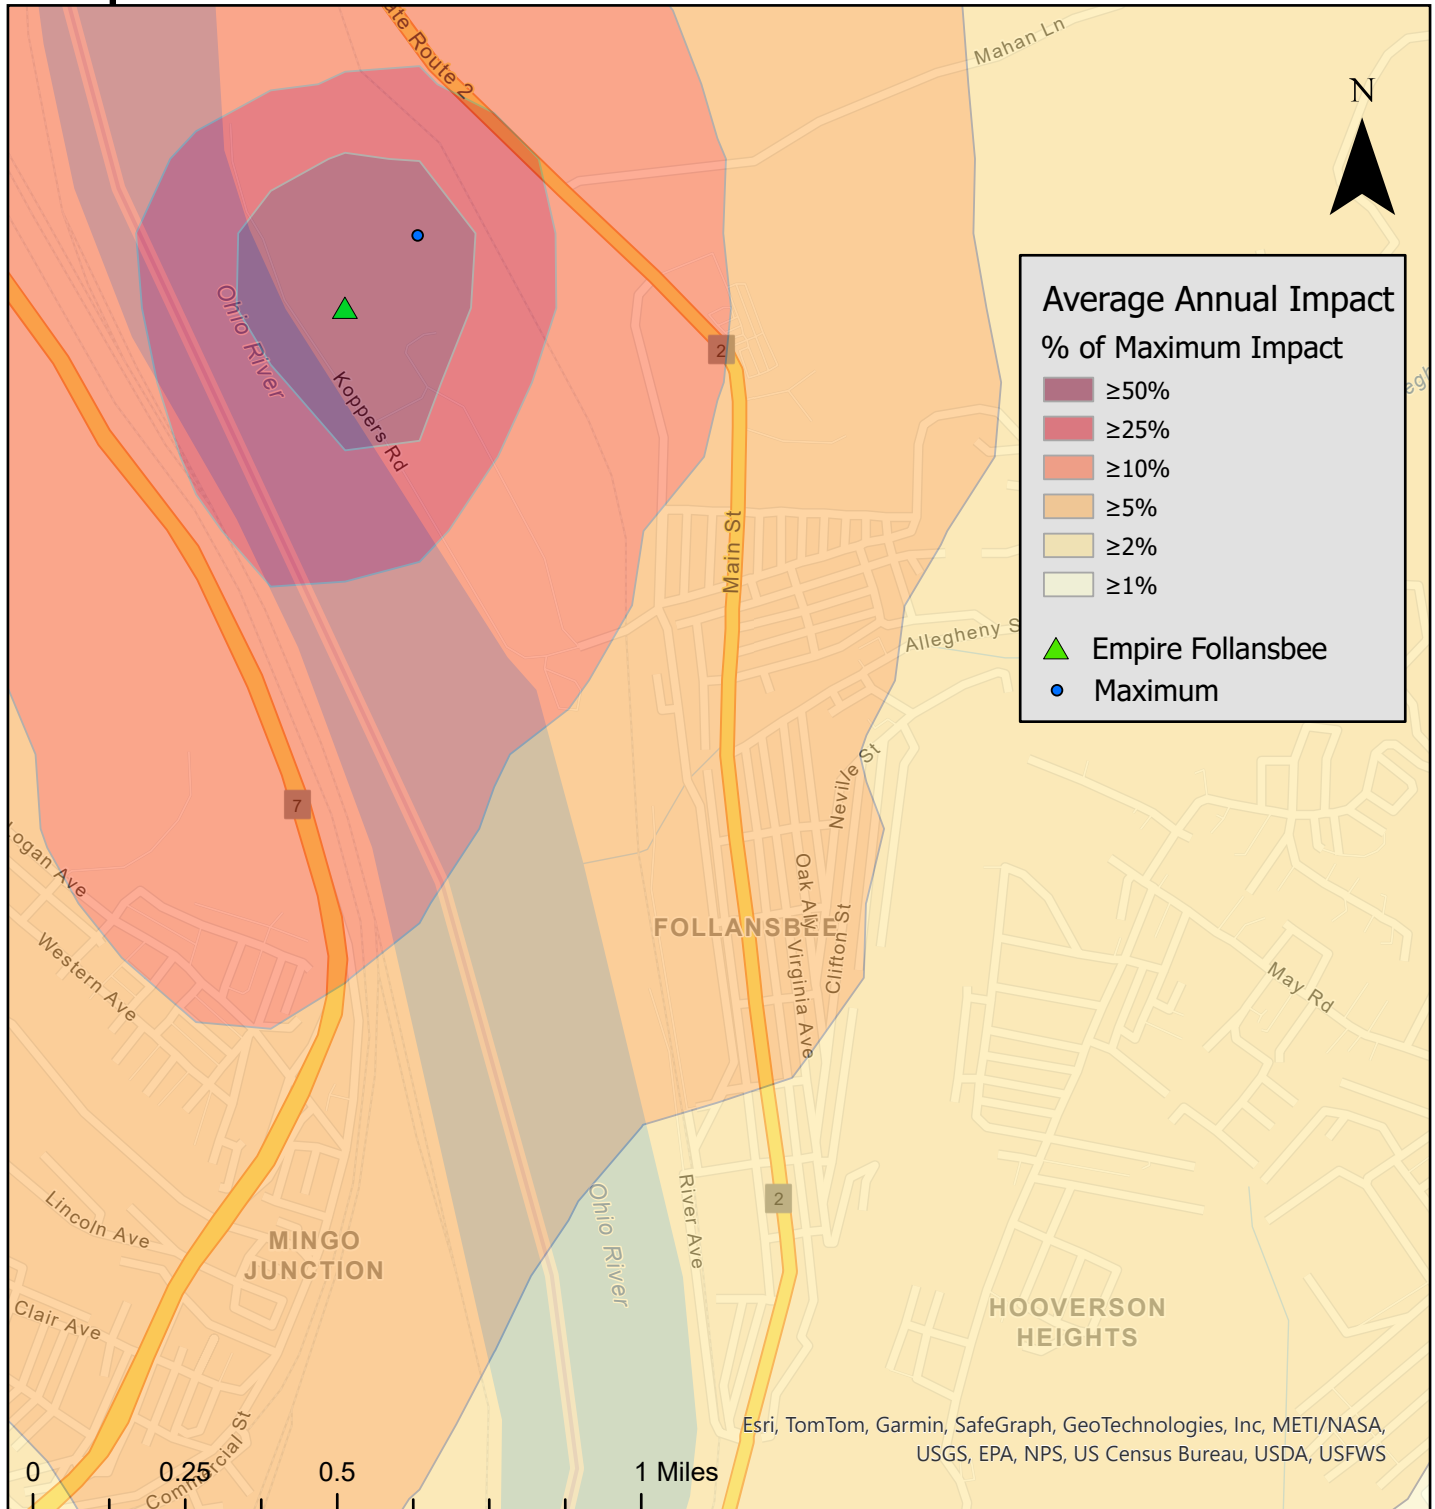 ate Route 2
Mahan Ln
N
Average Annual Impact
% of Maximum Impact
≥50%
≥25%
≥10%
≥5%
≥2%
≥1%
Empire Follansbee
Maximum
Ohio River
Koppers Rd
2
Main St
Allegheny S
egh
Neville St
7
Logan Ave
Western Ave
Oak Aly
FOLLANSBEE
Clifton St
Virginia Ave
May Rd
Lincoln Ave
MINGO
JUNCTION
Ohio River
River Ave
2
Clair Ave
HOOVERSON
HEIGHTS
Commercial St
Esri, TomTom, Garmin, SafeGraph, GeoTechnologies, Inc, METI/NASA,
USGS, EPA, NPS, US Census Bureau, USDA, USFWS
0 0.25 0.5 1 Miles